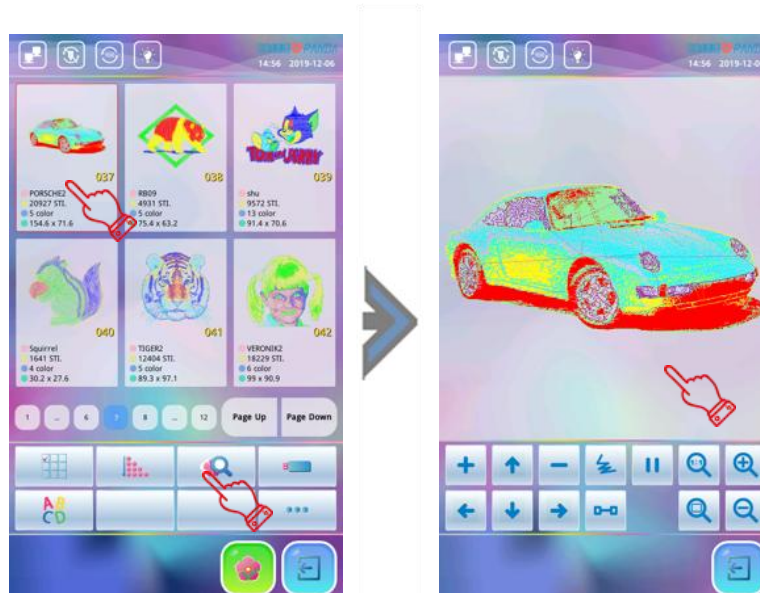 14:56 2019-12-06
037
PORSCHE2
20927 STI.
5 color
154.6 x 71.6
038
RB09
4931 STI.
5 color
75.4 x 63.2
039
shu
9572 STI.
13 color
91.4 x 70.6
040
Squirrel
1641 STI.
4 color
30.2 x 27.6
041
TIGER2
12404 STI.
5 color
89.3 x 97.1
042
VERONIK2
18229 STI.
6 color
99 x 90.9
1 ... 6 7 8 ... 12 Page Up Page Down
AB
CD
14:56 2019-12-0